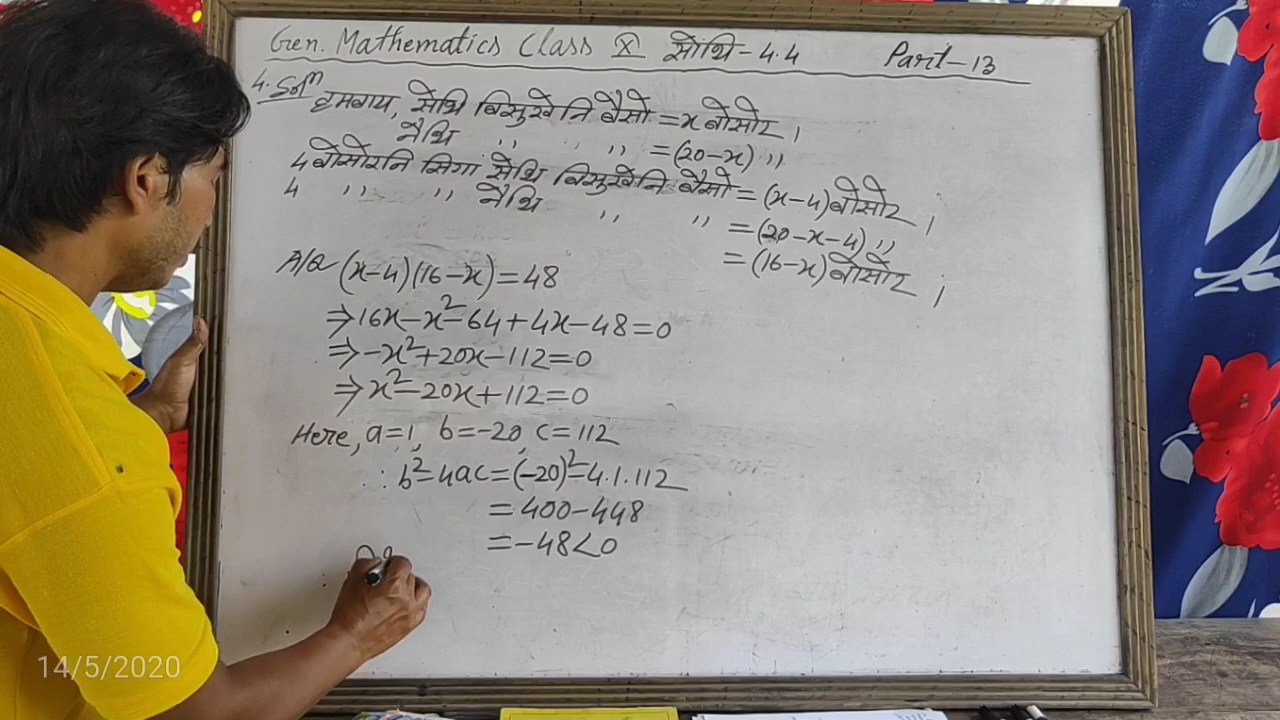 Gen. Mathematics Class X सोथि-4.4 Part-13
4. Solⁿ हमगाय, सेथि बिसुखेनि बैसो = x बोसोर,
नैथि ,, ,, ,, = (20-x) ,,
4 बोसोरनि सिगां सेथि बिसुखेनि बैसो = (x-4) बोसोर,
4 ,, ,, नैथि ,, ,, = (20-x-4) ,,
= (16-x) बोसोर,
A/Q (x-4)(16-x)=48
⇒16x-x²-64+4x-48=0
⇒-x²+20x-112=0
⇒x²-20x+112=0
Here, a=1, b=-20, c=112
∴ b²-4ac=(-20)²-4.1.112
=400-448
=-48<0
14/5/2020